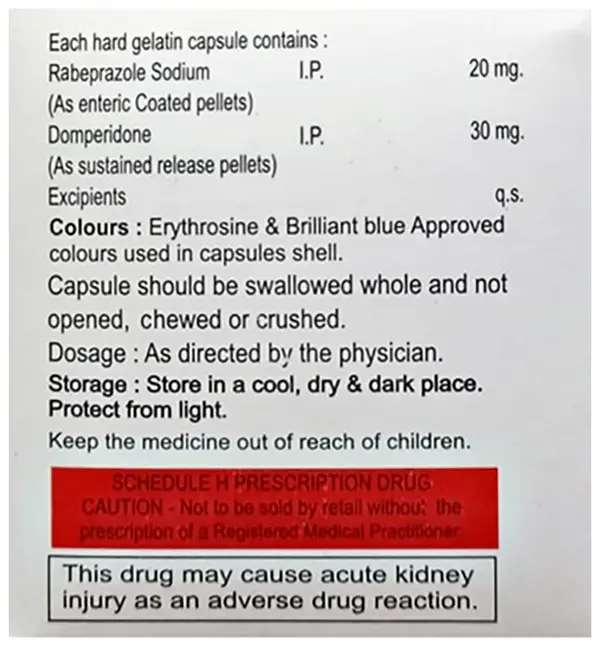 Each hard gelatin capsule contains :
Rabeprazole Sodium I.P. 20 mg.
(As enteric Coated pellets)
Domperidone I.P. 30 mg.
(As sustained release pellets)
Excipients q.s.
Colours : Erythrosine & Brilliant blue Approved
colours used in capsules shell.
Capsule should be swallowed whole and not
opened, chewed or crushed.
Dosage : As directed by the physician.
Storage : Store in a cool, dry & dark place.
Protect from light.
Keep the medicine out of reach of children.
SCHEDULE H PRESCRIPTION DRUG
CAUTION - Not to be sold by retail without the
prescription of a Registered Medical Practitioner.
This drug may cause acute kidney
injury as an adverse drug reaction.